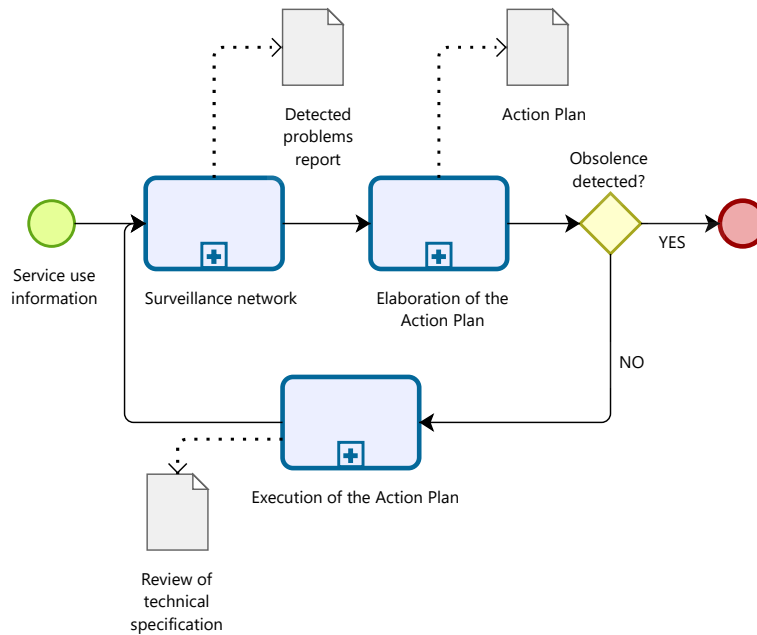 Detected
problems
report
Action Plan
Obsolence
detected?
Service use
information
Surveillance network
Elaboration of the
Action Plan
YES
NO
Execution of the Action Plan
Review of
technical
specification